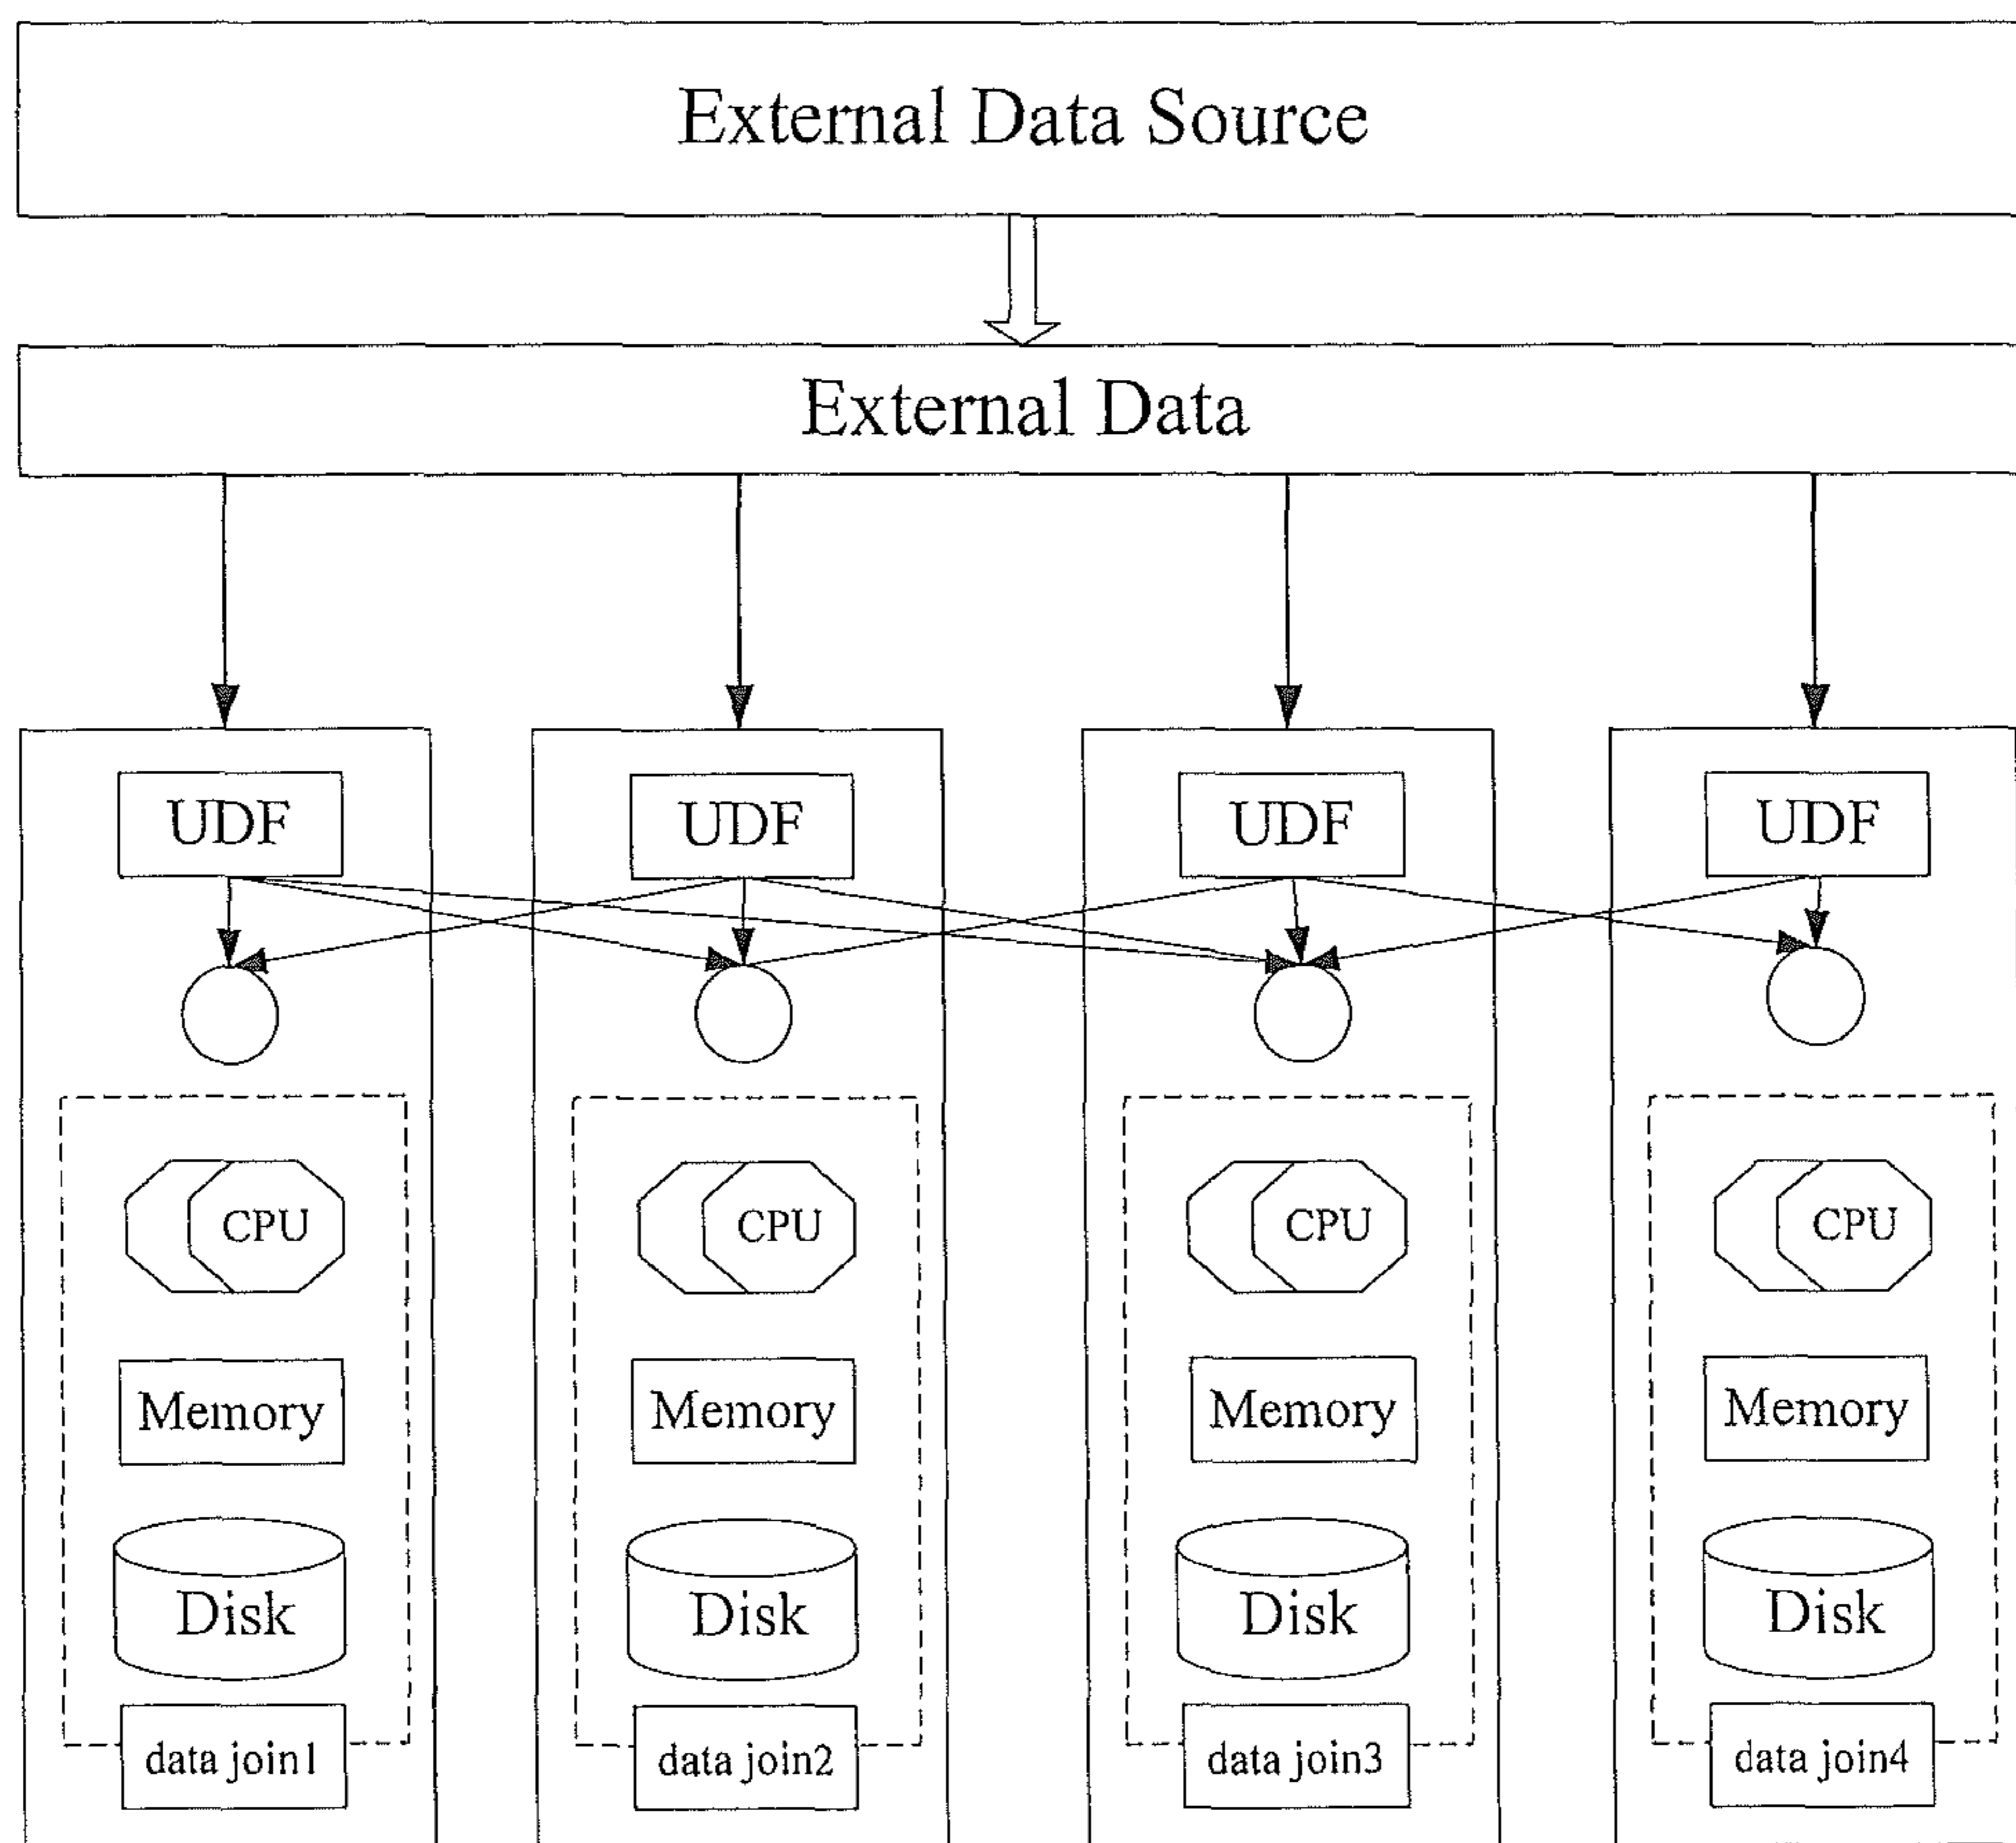 External Data Source
External Data
UDF UDF UDF UDF
CPU CPU CPU CPU
Memory Memory Memory Memory
Disk Disk Disk Disk
data join1 data join2 data join3 data join4